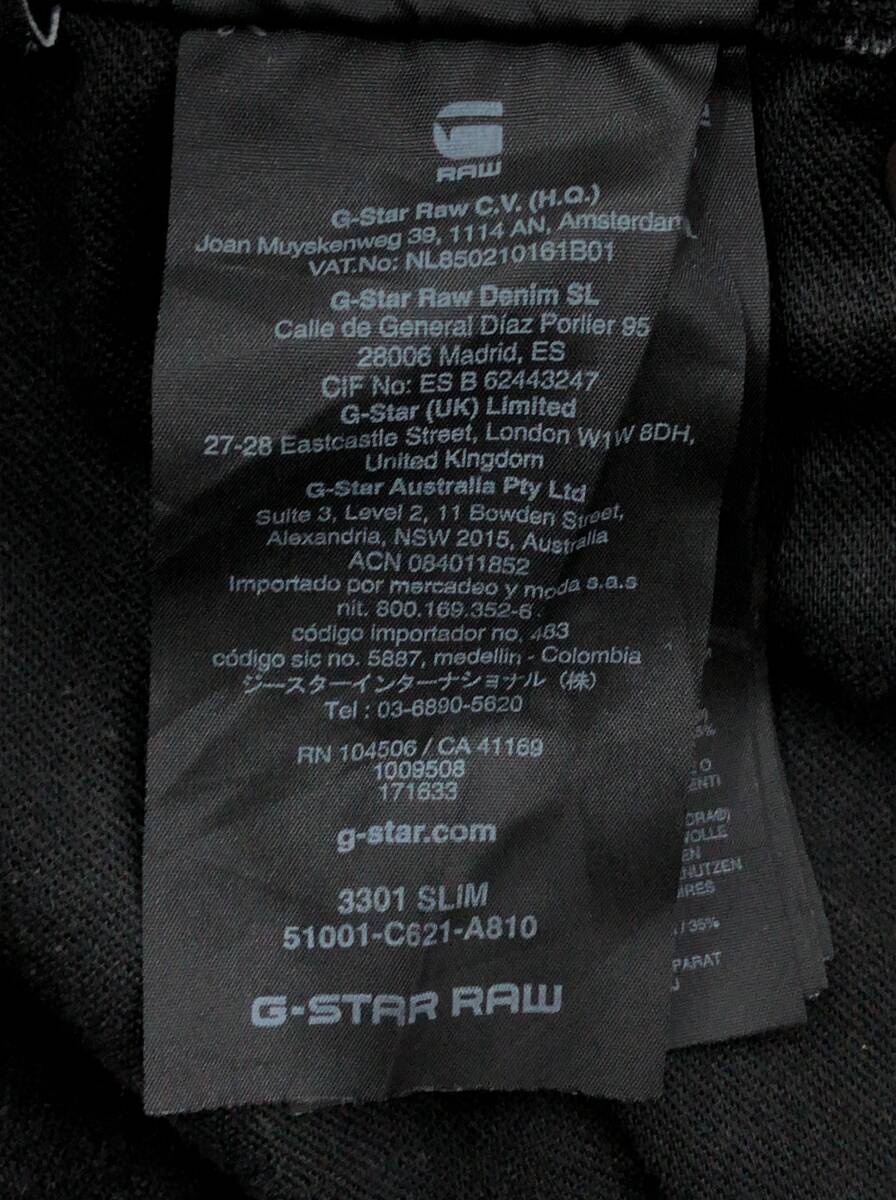 G
RAW
G-Star Raw C.V. (H.Q.)
Joan Muyskenweg 39, 1114 AN, Amsterdam
VAT.No: NL850210161B01
G-Star Raw Denim SL
Calle de General Díaz Porlier 95
28006 Madrid, ES
CIF No: ES B 62443247
G-Star (UK) Limited
27-28 Eastcastle Street, London W1W 8DH,
United Kingdom
G-Star Australia Pty Ltd
Suite 3, Level 2, 11 Bowden Street,
Alexandria, NSW 2015, Australia
ACN 084011852
Importado por mercadeo y moda s.a.s
nit. 800.169.352-6.
código importador no. 463
código sic no. 5887, medellin - Colombia
ジースターインターナショナル (株)
Tel : 03-6890-5620
RN 104506 / CA 41169
1009508
171633
g-star.com
3301 SLIM
51001-C621-A810
G-STAR RAW
/ 35%